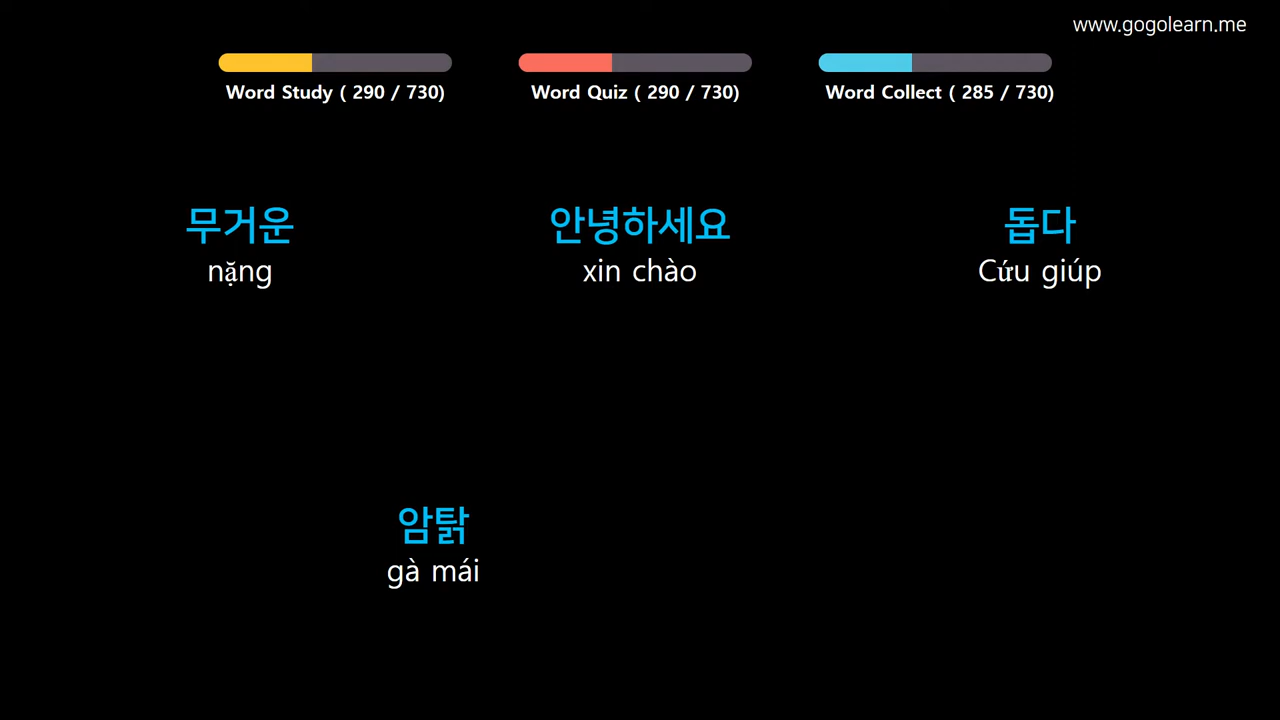 www.gogolearn.me
Word Study ( 290 / 730)
Word Quiz ( 290 / 730)
Word Collect ( 285 / 730)
무거운
nặng
안녕하세요
xin chào
돕다
Cứu giúp
암탉
gà mái